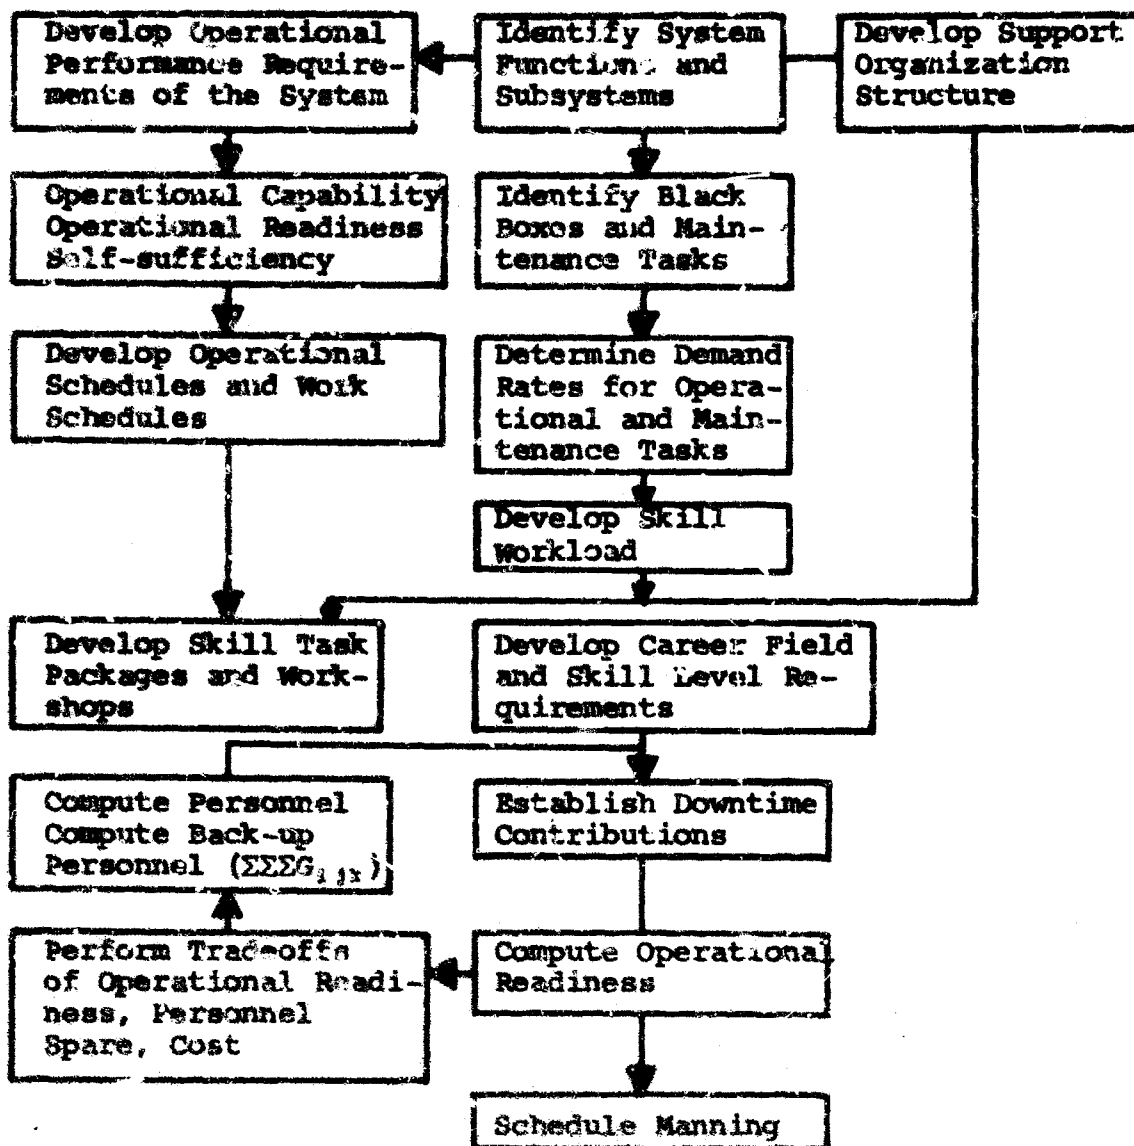 Develop Operational
Performance Require-
ments of the System
Identify System
Functions and
Subsystems
Develop Support
Organization
Structure
Operational Capability
Operational Readiness
Self-sufficiency
Identify Black
Boxes and Main-
tenance Tasks
Develop Operational
Schedules and Work
Schedules
Determine Demand
Rates for Opera-
tional and Main-
tenance Tasks
Develop Skill
Workload
Develop Skill Task
Packages and Work-
shops
Develop Career Field
and Skill Level Re-
quirements
Compute Personnel
Compute Back-up
Personnel (ΣΣΣG
Establish Downtime
Contributions
Perform Tradeoffs
of Operational Readi-
ness, Personnel
Spare, Cost
Compute Operational
Readiness
Schedule Manning